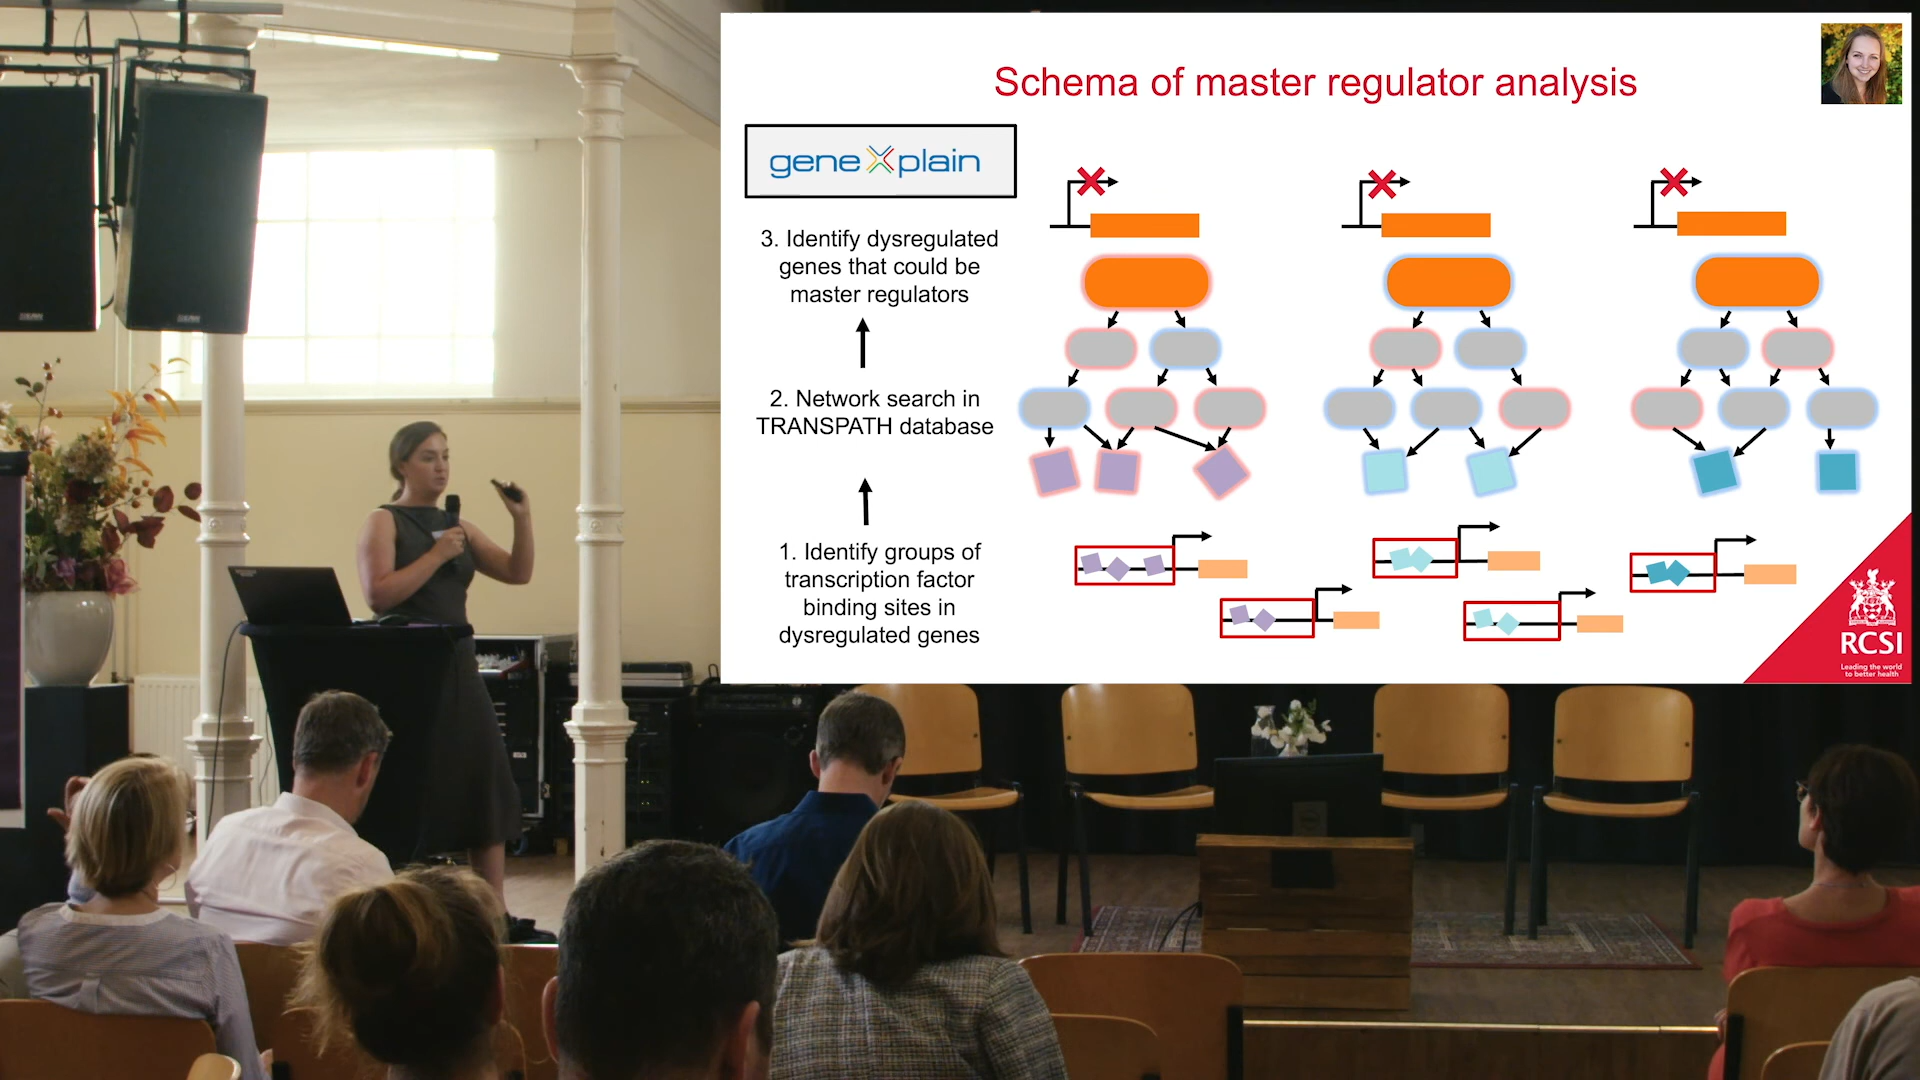 Schema of master regulator analysis
geneXplain
3. Identify dysregulated
genes that could be
master regulators
2. Network search in
TRANSPATH database
1. Identify groups of
transcription factor
binding sites in
dysregulated genes
RCSI
Leading the world
to better health